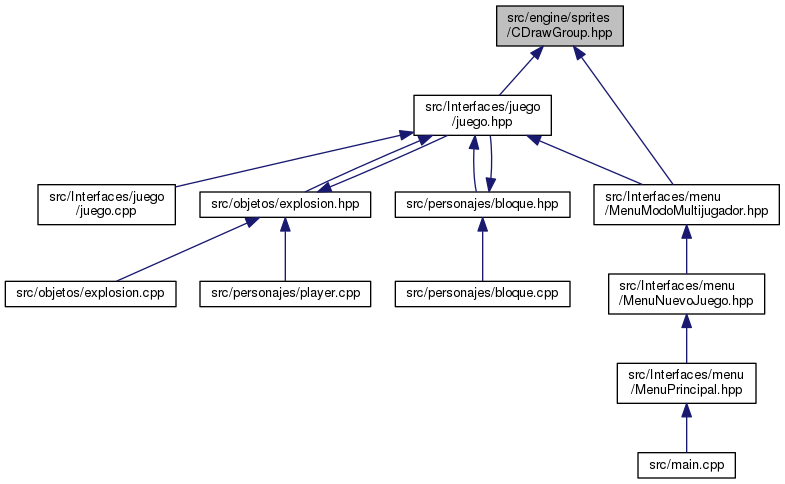 src/engine/sprites
/CDrawGroup.hpp
src/Interfaces/juego
/juego.hpp
src/Interfaces/juego
/juego.cpp
src/objetos/explosion.hpp
src/personajes/bloque.hpp
src/Interfaces/menu
/MenuModoMultijugador.hpp
src/objetos/explosion.cpp
src/personajes/player.cpp
src/personajes/bloque.cpp
src/Interfaces/menu
/MenuNuevoJuego.hpp
src/Interfaces/menu
/MenuPrincipal.hpp
src/main.cpp